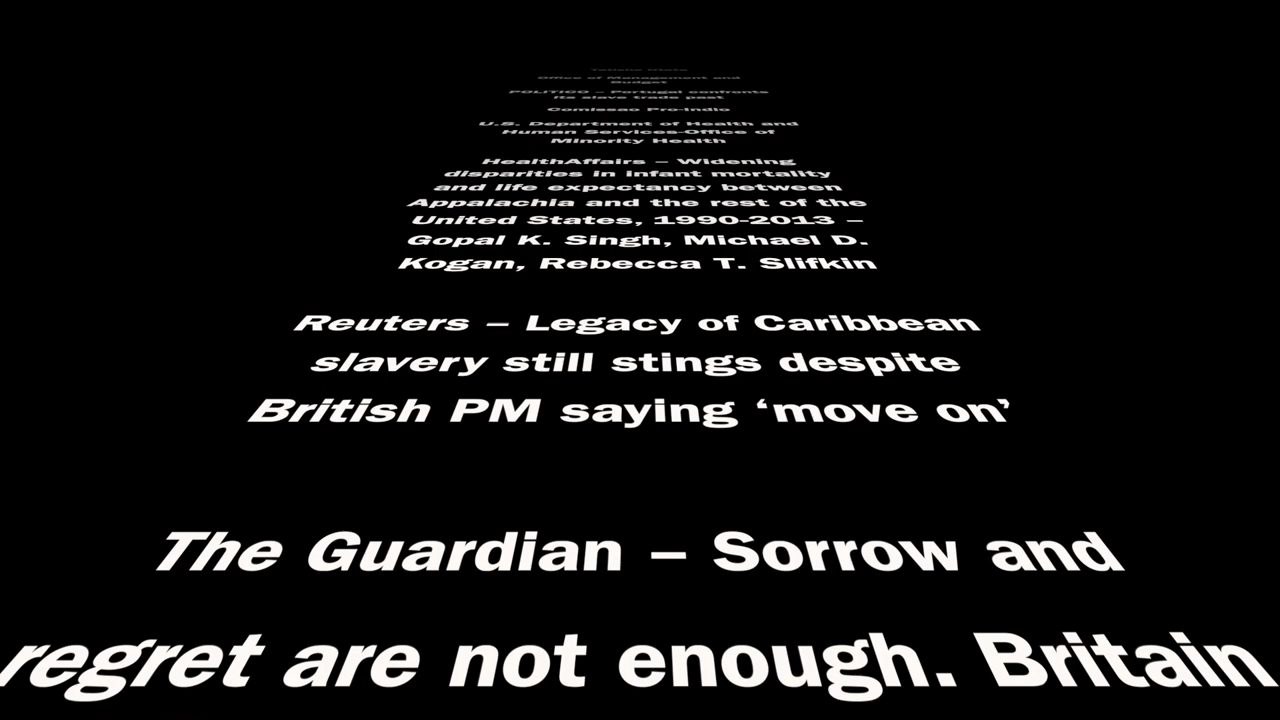 Office of Management and
Budget
POLITICO – Portugal confronts
its slave trade past
Comissao Pro-Indio
U.S. Department of Health and
Human Services-Office of
Minority Health
HealthAffairs – Widening
disparities in infant mortality
and life expectancy between
Appalachia and the rest of the
United States, 1990-2013 –
Gopal K. Singh, Michael D.
Kogan, Rebecca T. Slifkin
Reuters – Legacy of Caribbean
slavery still stings despite
British PM saying ‘move on’
The Guardian – Sorrow and
regret are not enough. Britain